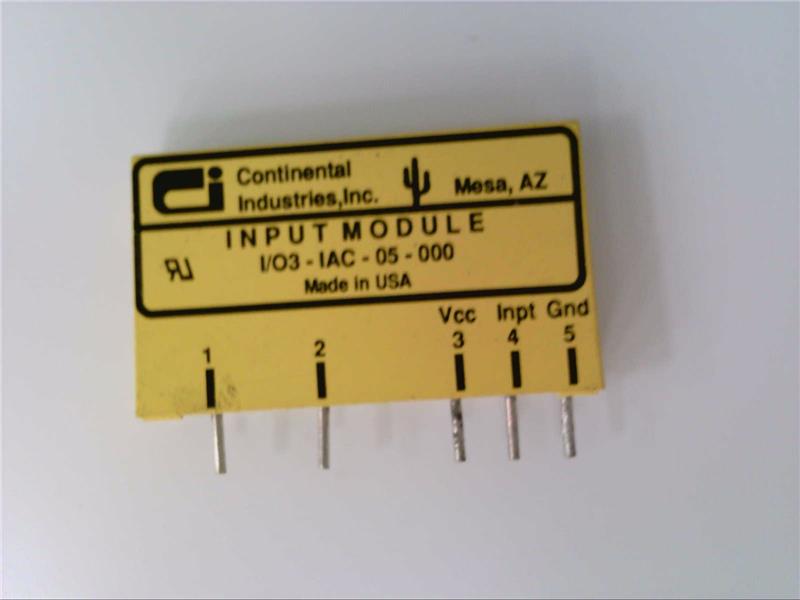 Ci Continental Industries,Inc. Mesa, AZ
INPUT MODULE
I/O3 - IAC - 05 - 000
Made in USA
RU
Vcc Inpt Gnd
1 2 3 4 5